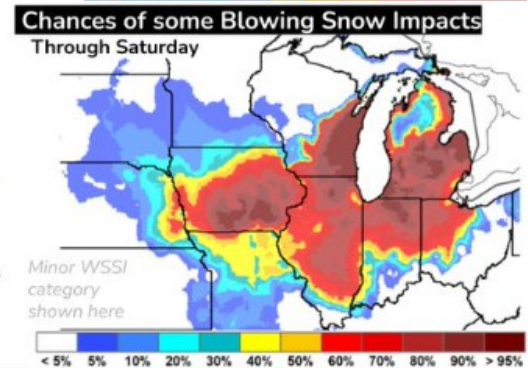 Chances of some Blowing Snow Impacts
Through Saturday
Minor WSSI
category
shown here
< 5% 5% 10% 20% 30% 40% 50% 60% 70% 80% 90% > 95%